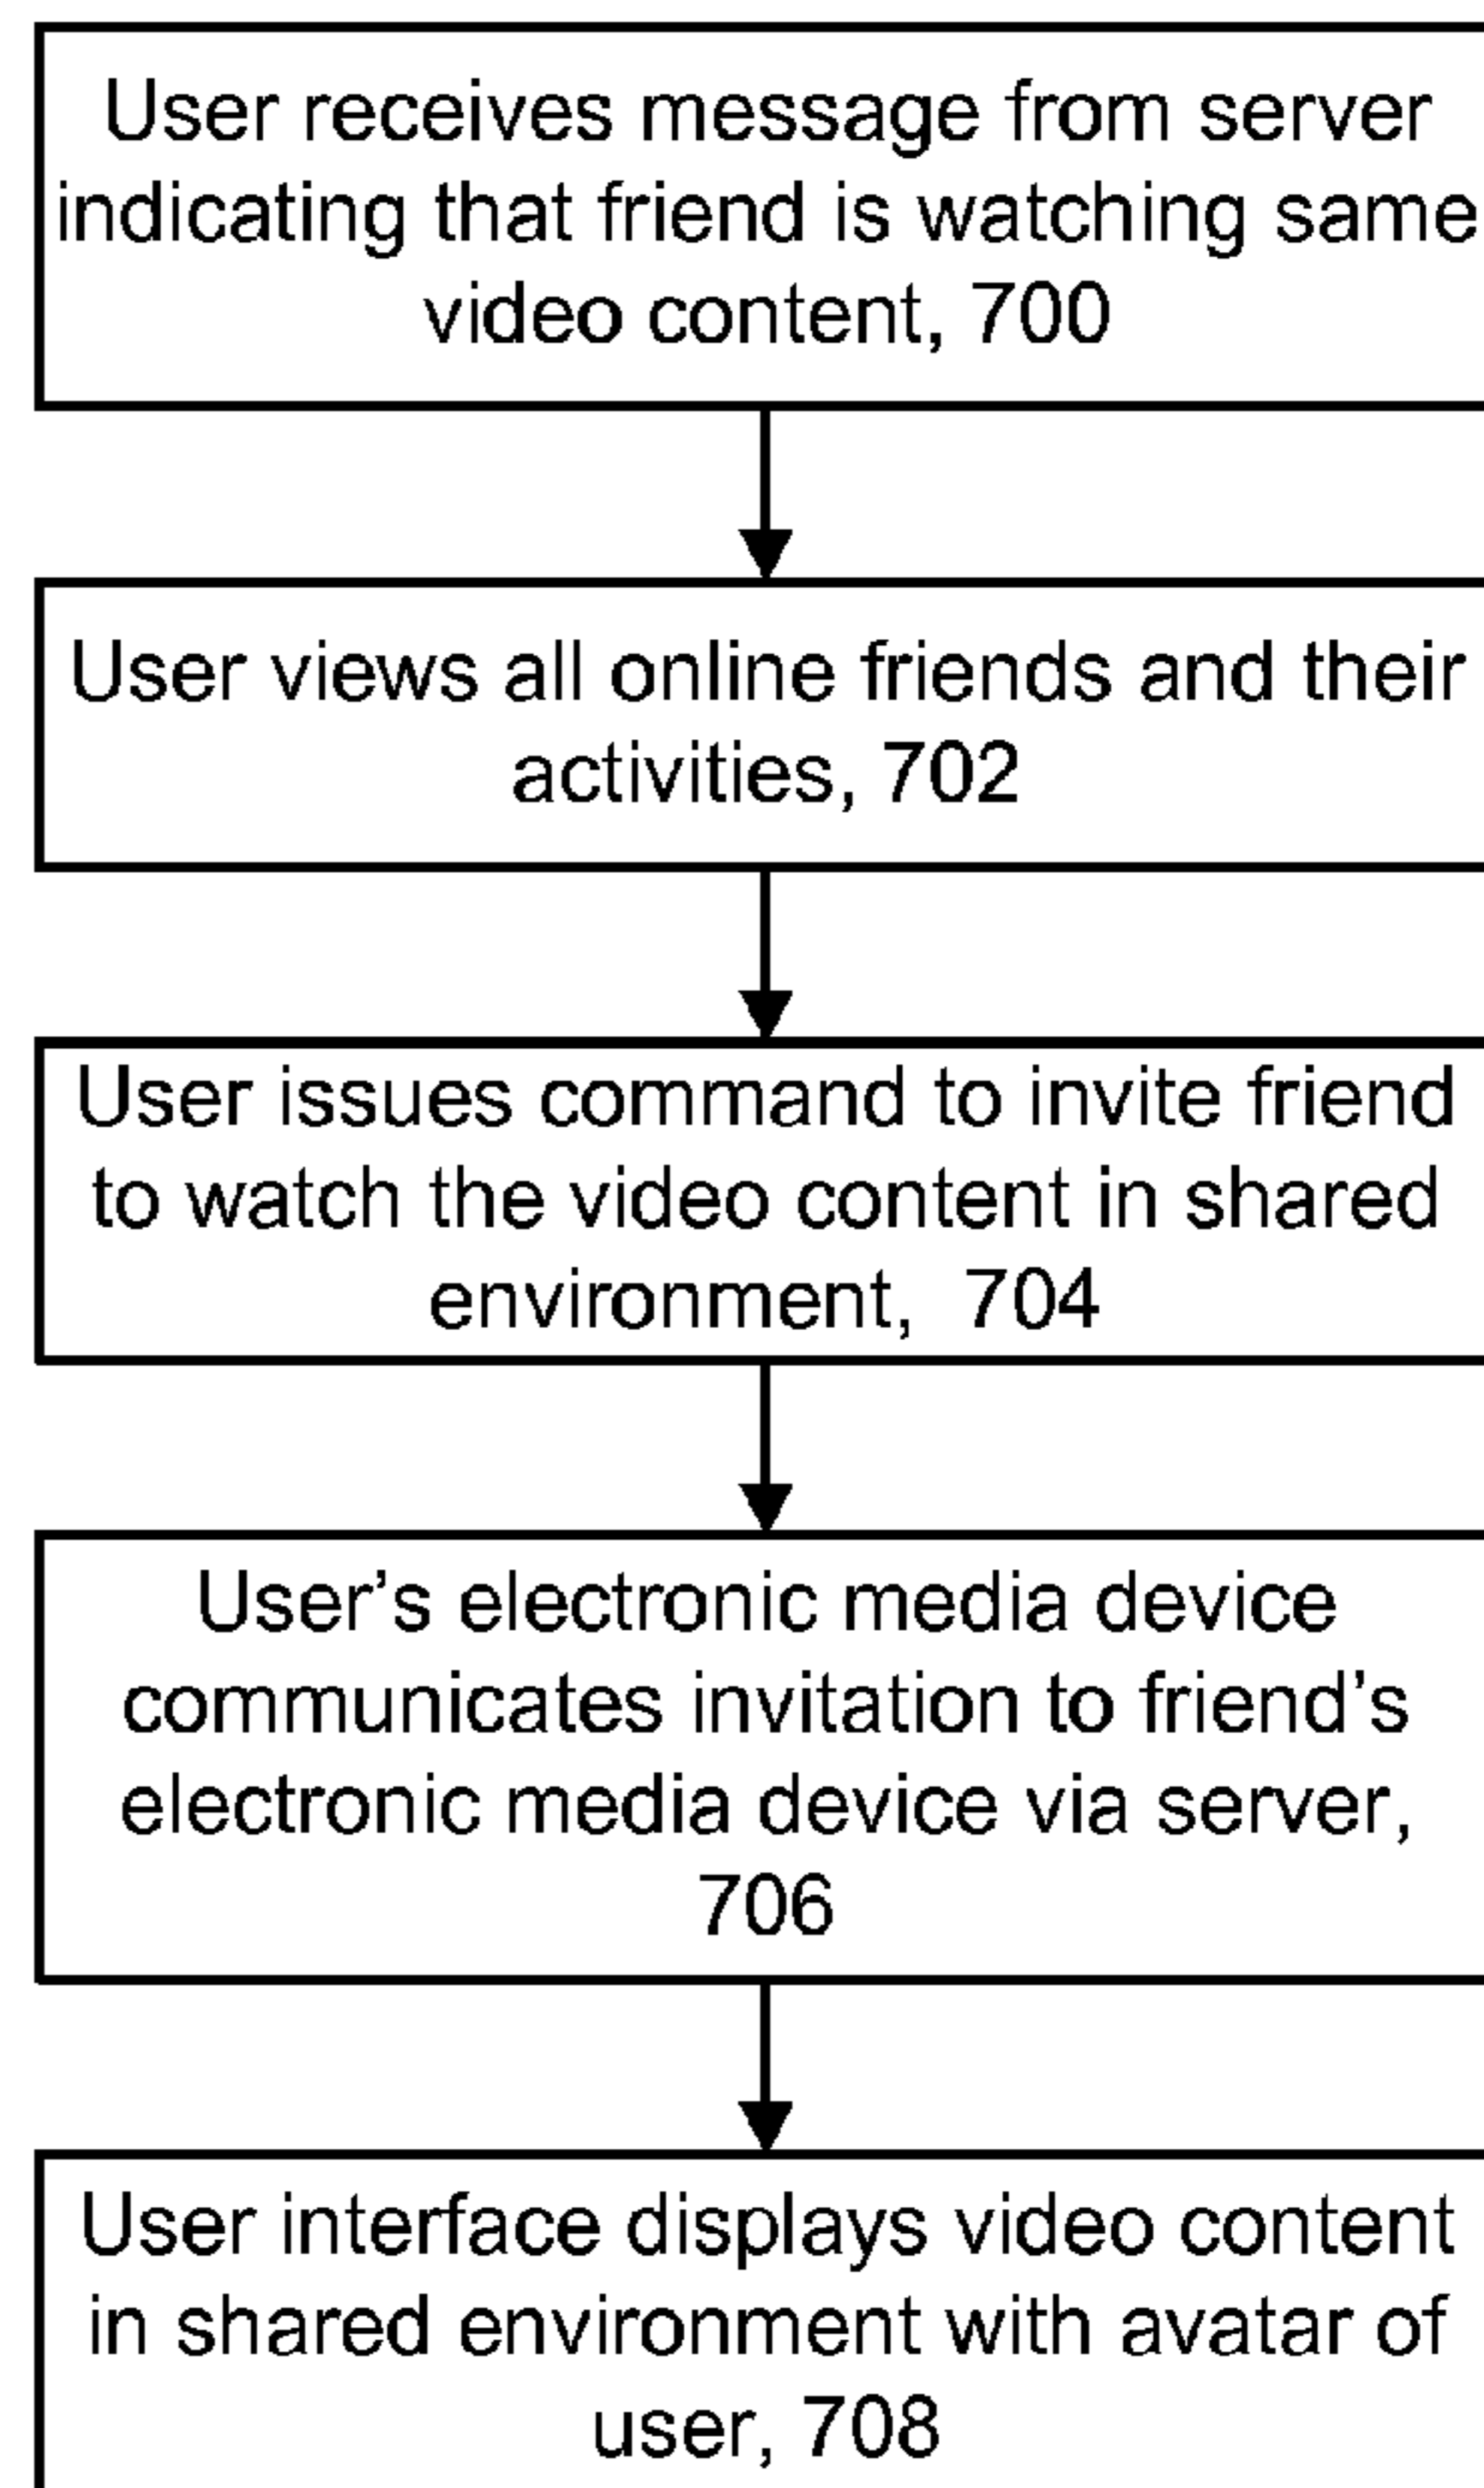 User receives message from server
indicating that friend is watching same
video content, 700
User views all online friends and their
activities, 702
User issues command to invite friend
to watch the video content in shared
environment, 704
User’s electronic media device
communicates invitation to friend’s
electronic media device via server,
706
User interface displays video content
in shared environment with avatar of
user, 708